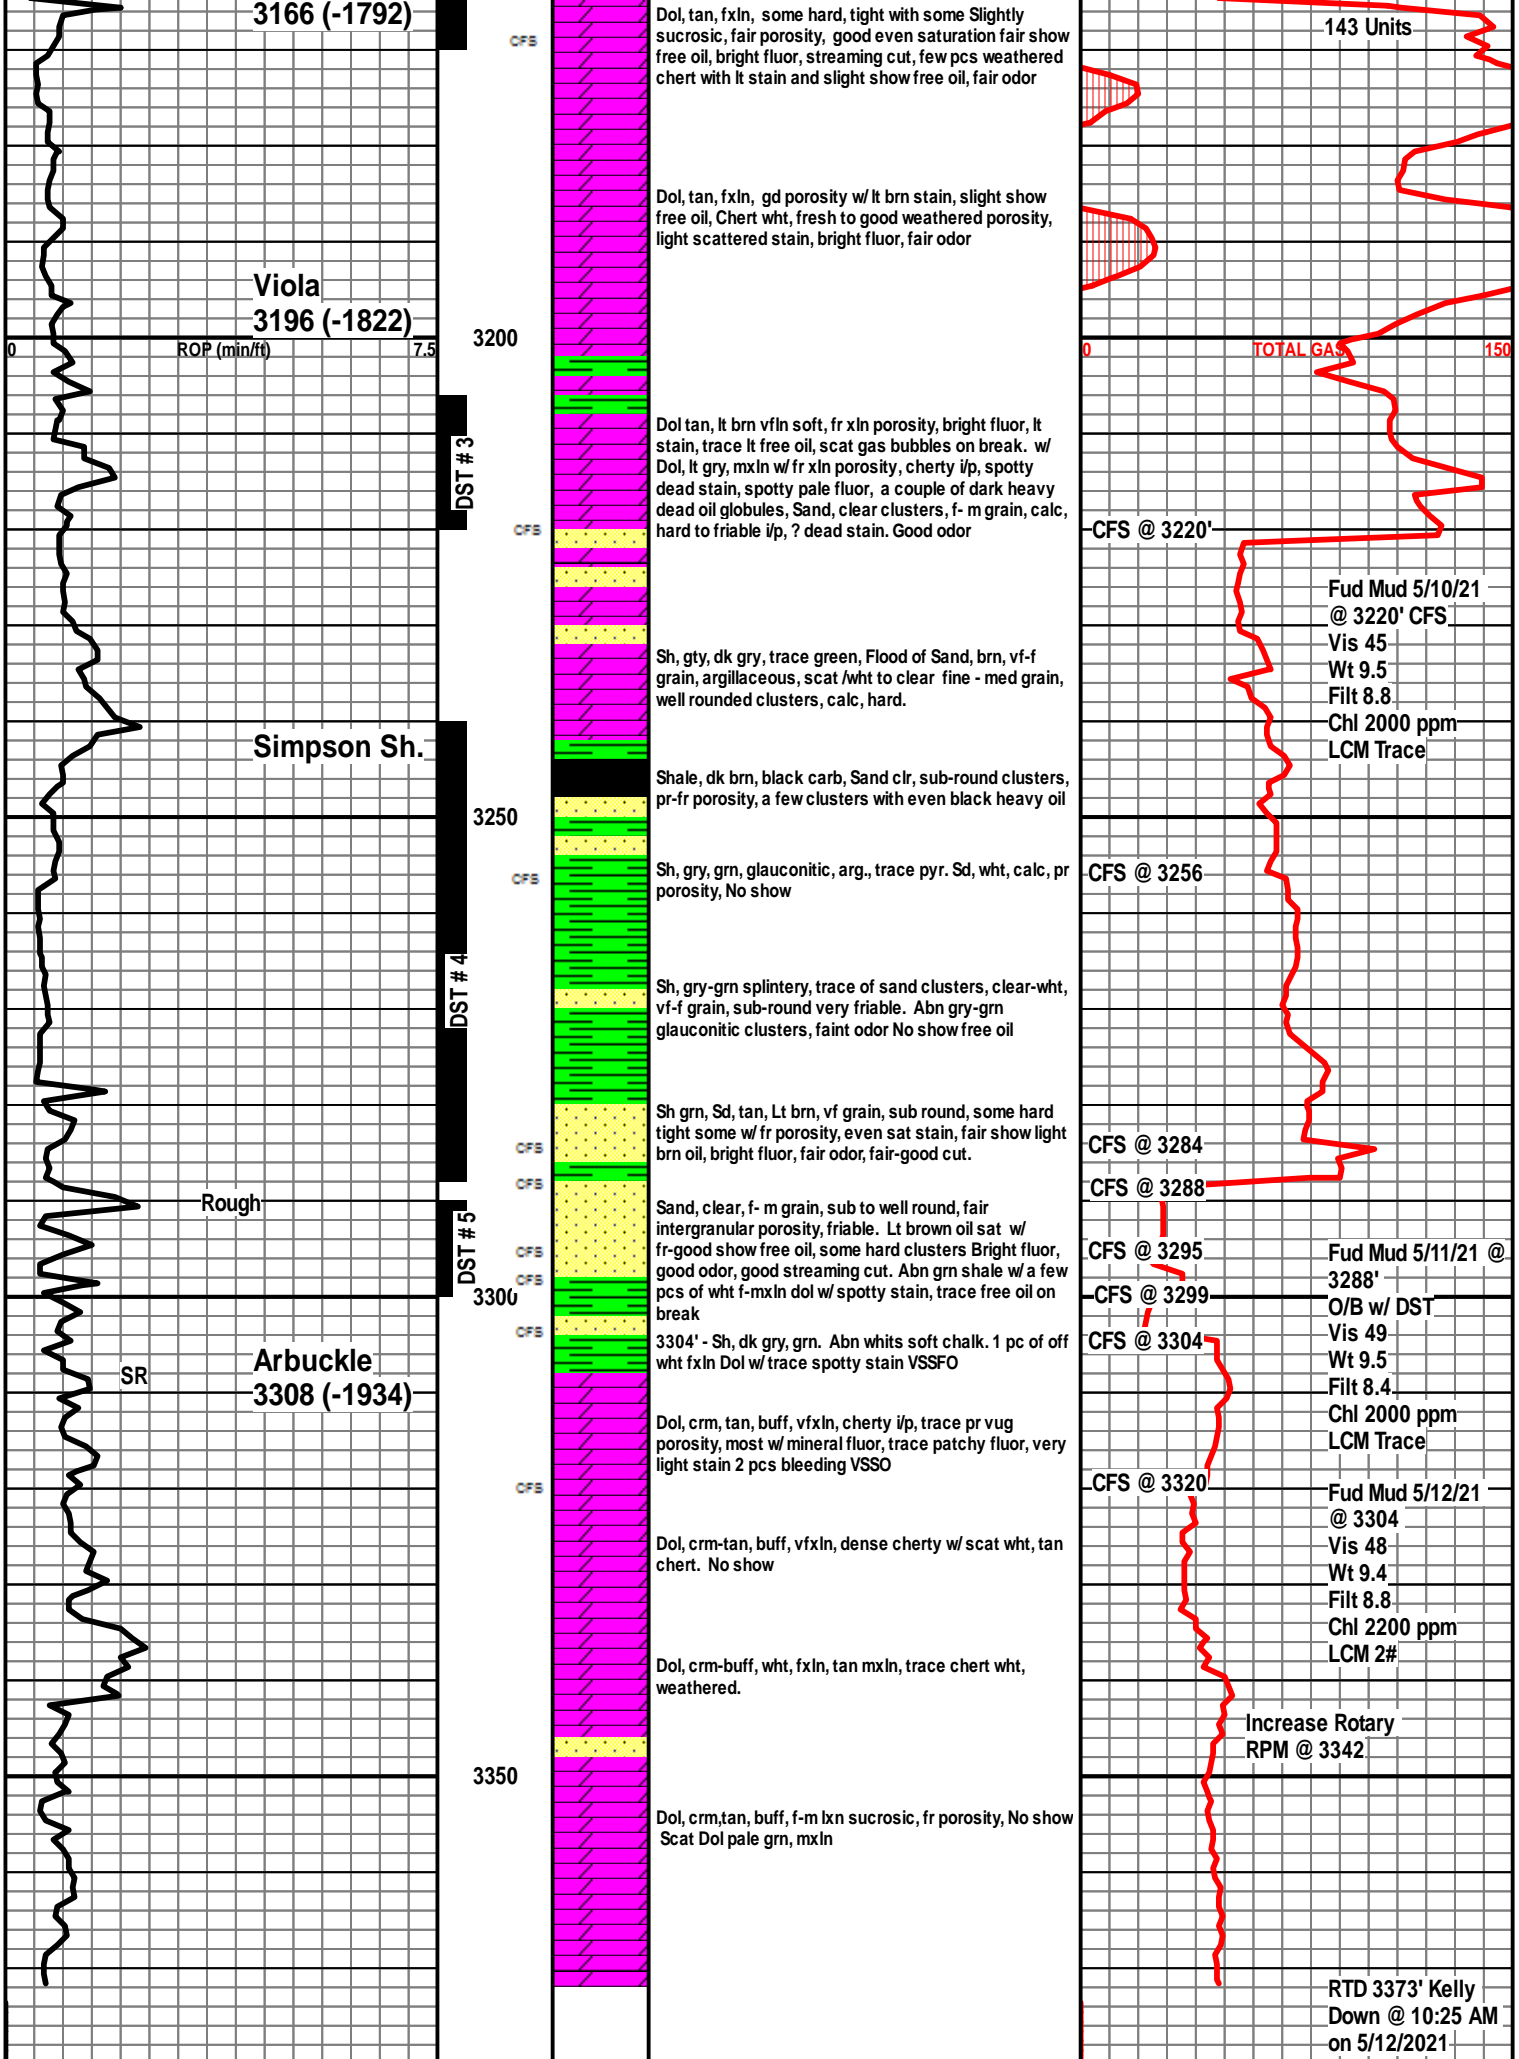 3166 (-1792)
CFS
Dol, tan, fxln, some hard, tight with some Slightly
sucrosic, fair porosity, good even saturation fair show
free oil, bright fluor, streaming cut, few pcs weathered
chert with lt stain and slight show free oil, fair odor
143 Units
Dol, tan, fxln, gd porosity w/ lt brn stain, slight show
free oil, Chert wht, fresh to good weathered porosity,
light scattered stain, bright fluor, fair odor
Viola
3196 (-1822)
0
ROP (min/ft)
7.5
3200
0
TOTAL GAS
150
DST # 3
CFS
Dol tan, lt brn vfln soft, fr xln porosity, bright fluor, lt
stain, trace lt free oil, scat gas bubbles on break. w/
Dol, lt gry, mxln w/ fr xln porosity, cherty i/p, spotty
dead stain, spotty pale fluor, a couple of dark heavy
dead oil globules, Sand, clear clusters, f- m grain, calc,
hard to friable i/p, ? dead stain. Good odor
CFS @ 3220'
Fud Mud 5/10/21
@ 3220' CFS
Vis 45
Wt 9.5
Filt 8.8
Chl 2000 ppm
LCM Trace
Sh, gty, dk gry, trace green, Flood of Sand, brn, vf-f
grain, argillaceous, scat /wht to clear fine - med grain,
well rounded clusters, calc, hard.
Simpson Sh.
Shale, dk brn, black carb, Sand clr, sub-round clusters,
pr-fr porosity, a few clusters with even black heavy oil
3250
CFS
Sh, gry, grn, glauconitic, arg., trace pyr. Sd, wht, calc, pr
porosity, No show
CFS @ 3256
DST # 4
Sh, gry-grn splintery, trace of sand clusters, clear-wht,
vf-f grain, sub-round very friable. Abn gry-grn
glauconitic clusters, faint odor No show free oil
Sh grn, Sd, tan, Lt brn, vf grain, sub round, some hard
tight some w/ fr porosity, even sat stain, fair show light
brn oil, bright fluor, fair odor, fair-good cut.
CFS
CFS @ 3284
CFS
CFS @ 3288
Rough
DST # 5
Sand, clear, f- m grain, sub to well round, fair
intergranular porosity, friable. Lt brown oil sat w/
fr-good show free oil, some hard clusters Bright fluor,
good odor, good streaming cut. Abn grn shale w/ a few
pcs of wht f-mxln dol w/ spotty stain, trace free oil on
break
CFS
CFS @ 3295
CFS
3300
CFS @ 3299
CFS
CFS @ 3304
Fud Mud 5/11/21 @
3288'
O/B w/ DST
Vis 49
Wt 9.5
Filt 8.4
Chl 2000 ppm
LCM Trace
3304' - Sh, dk gry, grn. Abn whits soft chalk. 1 pc of off
wht fxln Dol w/ trace spotty stain VSSFO
SR
Arbuckle
3308 (-1934)
Dol, crm, tan, buff, vfxln, cherty i/p, trace pr vug
porosity, most w/ mineral fluor, trace patchy fluor, very
light stain 2 pcs bleeding VSSO
CFS
CFS @ 3320
Fud Mud 5/12/21
@ 3304
Vis 48
Wt 9.4
Filt 8.8
Chl 2200 ppm
LCM 2#
Dol, crm-tan, buff, vfxln, dense cherty w/ scat wht, tan
chert. No show
Dol, crm-buff, wht, fxln, tan mxln, trace chert wht,
weathered.
Increase Rotary
RPM @ 3342
3350
Dol, crm,tan, buff, f-m lxn sucrosic, fr porosity, No show
Scat Dol pale grn, mxln
RTD 3373' Kelly
Down @ 10:25 AM
on 5/12/2021